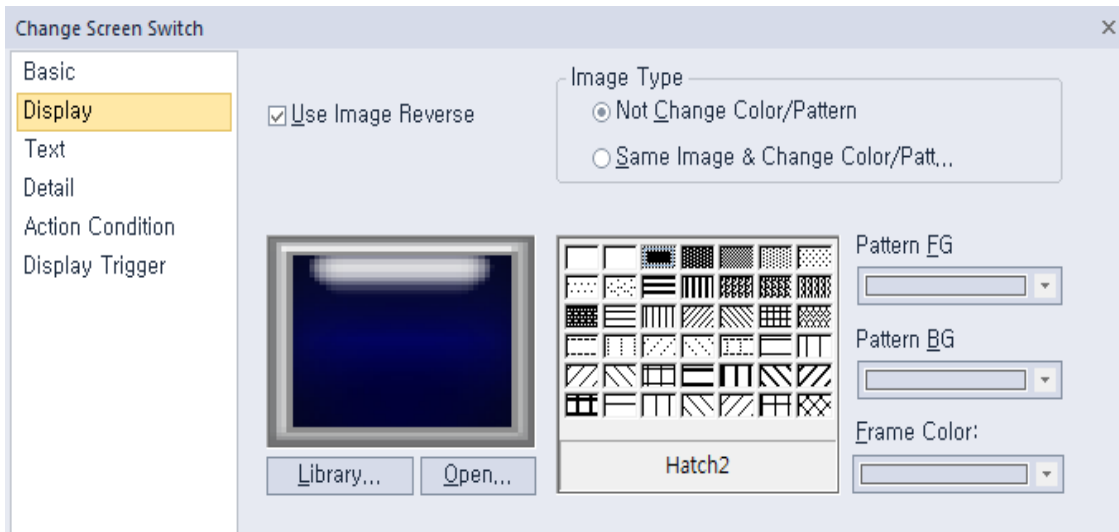 Change Screen Switch
Basic
Display
Text
Detail
Action Condition
Display Trigger
Use Image Reverse
Image Type
Not Change Color/Pattern
Same Image & Change Color/Patt...
Library...
Open...
Hatch2
Pattern FG
Pattern BG
Frame Color: